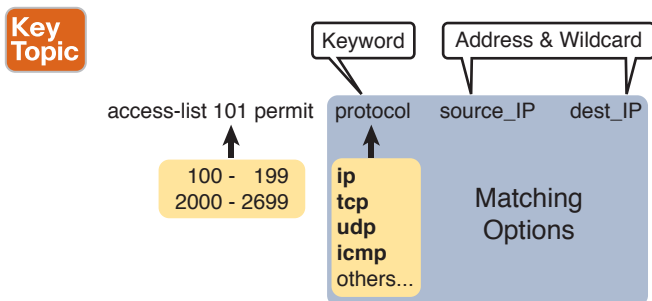 Key
Topic
Keyword
Address & Wildcard
access-list 101 permit protocol source_IP dest_IP
100 - 199
2000 - 2699
ip
tcp
udp
icmp
others...
Matching
Options